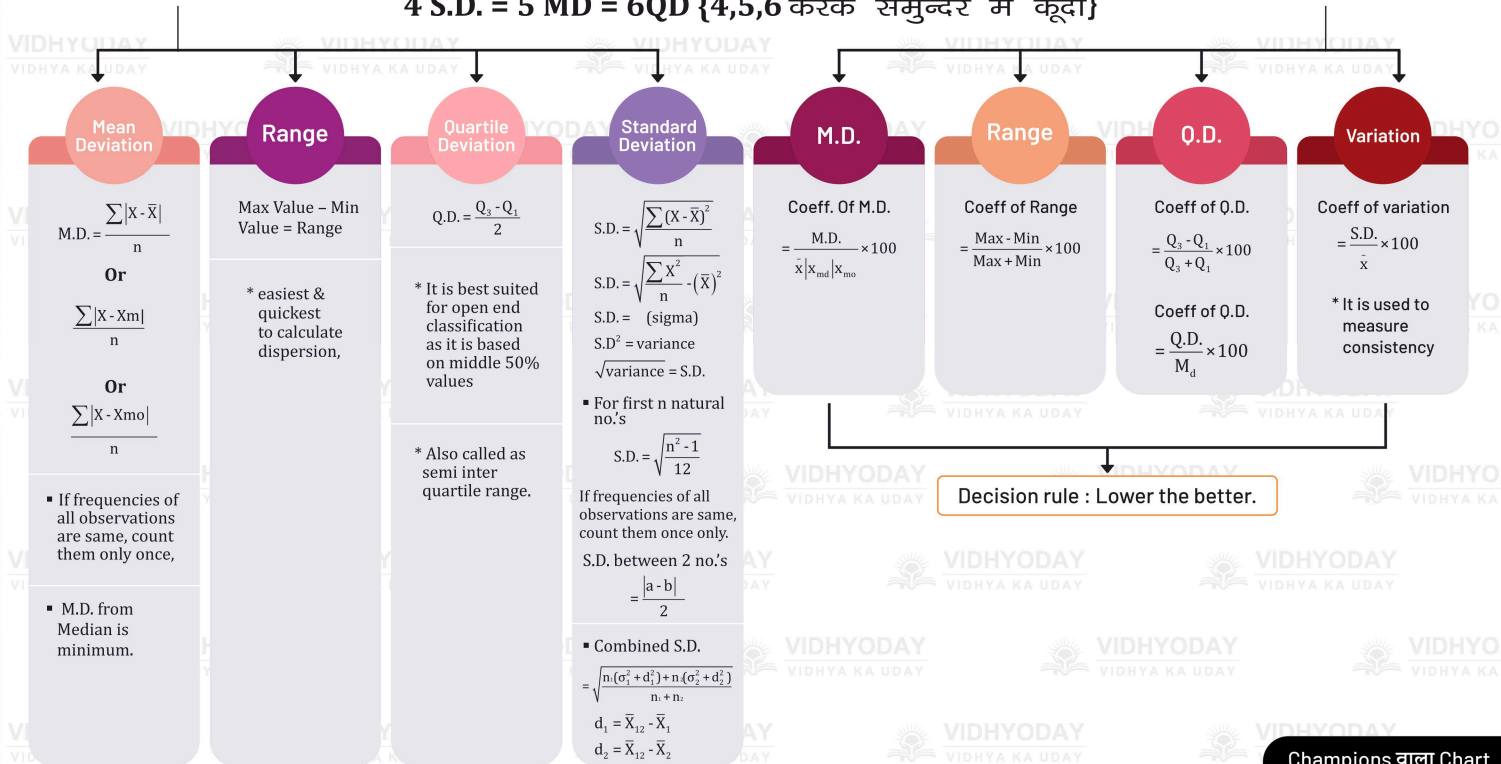 4 S.D. = 5 MD = 6QD {4,5,6 करके समुन्दर में कूदो}
Mean
Deviation
M.D. = ∑|X - X̅| / n
Or
∑|X - Xm| / n
Or
∑|X - Xmo| / n
▪ If frequencies of
all observations
are same, count
them only once,
▪ M.D. from
Median is
minimum.
Range
Max Value – Min
Value = Range
* easiest &
quickest
to calculate
dispersion,
Quartile
Deviation
Q.D. = Q₃ - Q₁ / 2
* It is best suited
for open end
classification
as it is based
on middle 50%
values
* Also called as
semi inter
quartile range.
Standard
Deviation
S.D. = √(∑(X - X̅)² / n)
S.D. = √(∑X² / n - (X̅)²)
S.D. = (sigma)
S.D² = variance
√variance = S.D.
▪ For first n natural
no.'s
S.D. = √(n² - 1 / 12)
If frequencies of all
observations are same,
count them once only.
S.D. between 2 no.'s
= |a - b| / 2
▪ Combined S.D.
= √(n₁(σ₁² + d₁²) + n₂(σ₂² + d₂²) / n₁ + n₂)
d₁ = X̅₁₂ - X̅₁
d₂ = X̅₁₂ - X̅₂
M.D.
Coeff. Of M.D.
= M.D. / x̄|x_md|x_mo ×100
Range
Coeff of Range
= Max - Min / Max + Min ×100
Q.D.
Coeff of Q.D.
= Q₃ - Q₁ / Q₃ + Q₁ ×100
Coeff of Q.D.
= Q.D. / M_d ×100
Variation
Coeff of variation
= S.D. / x̄ ×100
* It is used to
measure
consistency
Decision rule : Lower the better.
Champions वाला Chart
VIDHYODAY
VIDHYA KA UDAY